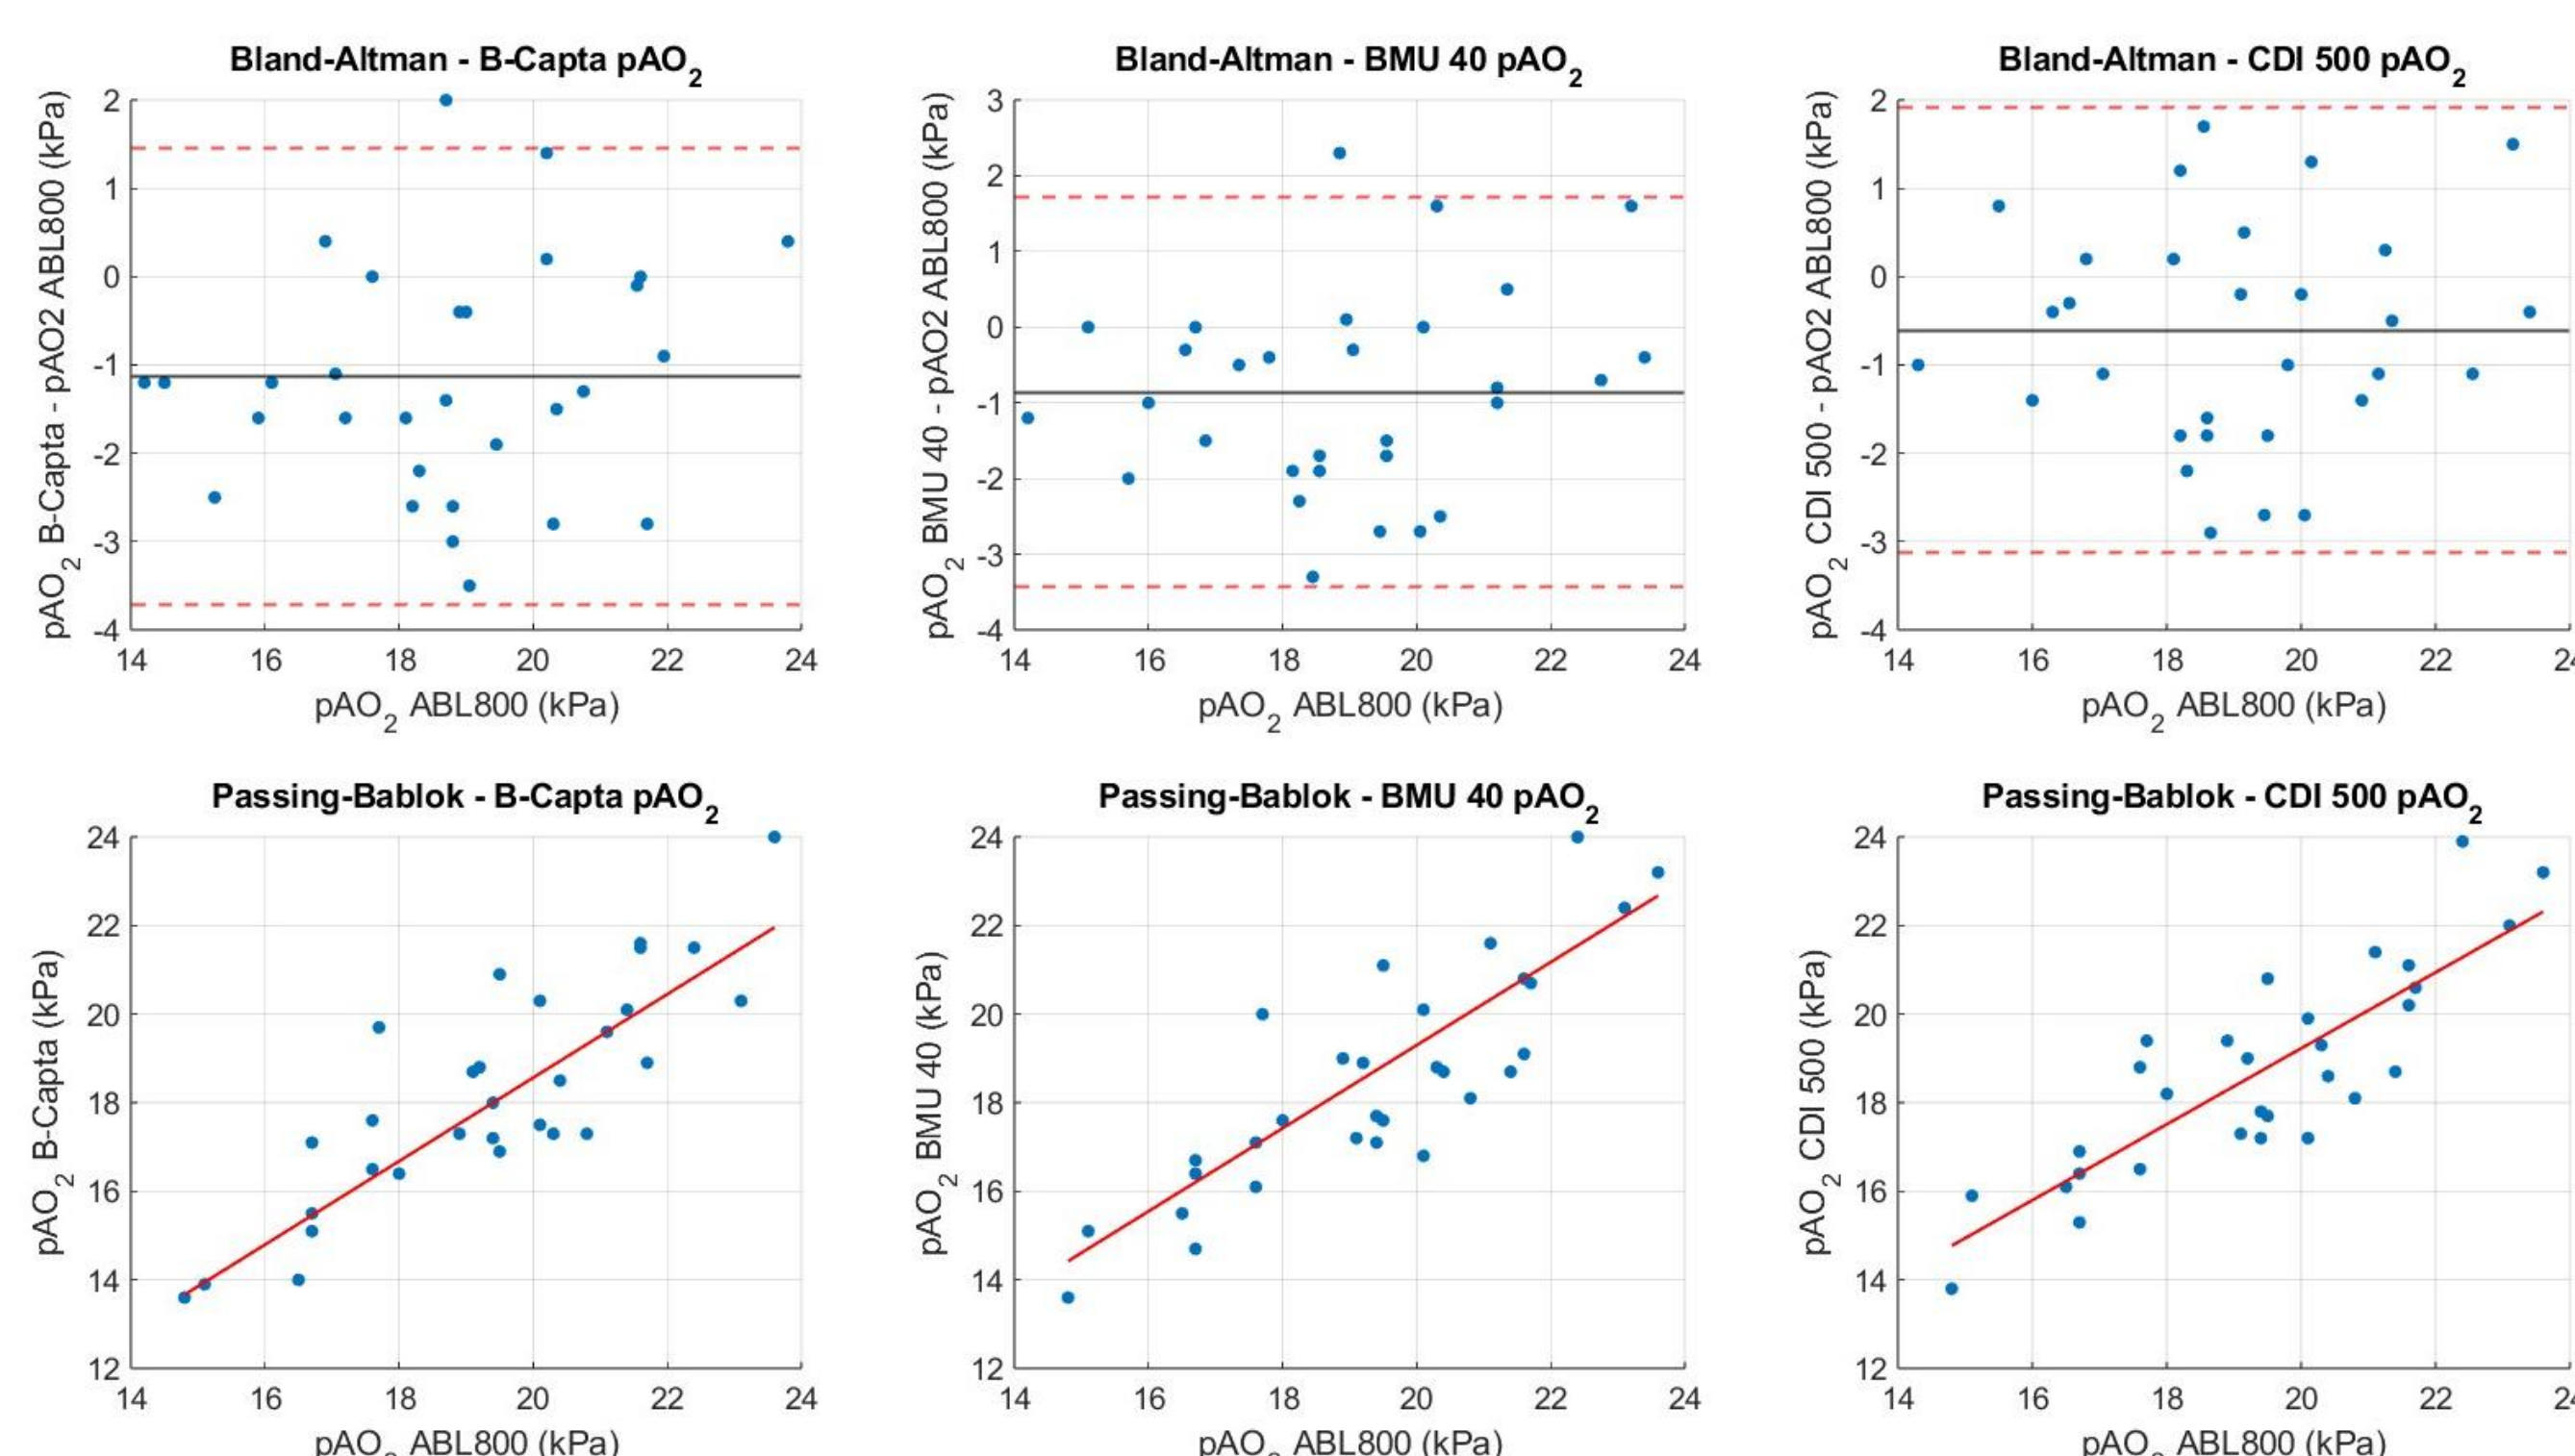 Bland-Altman - B-Capta pAO2
pAO2 B-Capta - pAO2 ABL800 (kPa)
2
1
0
-1
-2
-3
-4
14 16 18 20 22 24
pAO2 ABL800 (kPa)
Bland-Altman - BMU 40 pAO2
pAO2 BMU 40 - pAO2 ABL800 (kPa)
3
2
1
0
-1
-2
-3
-4
14 16 18 20 22 24
pAO2 ABL800 (kPa)
Bland-Altman - CDI 500 pAO2
pAO2 CDI 500 - pAO2 ABL800 (kPa)
2
1
0
-1
-2
-3
-4
14 16 18 20 22
pAO2 ABL800 (kPa)
Passing-Bablok - B-Capta pAO2
pAO2 B-Capta (kPa)
24
22
20
18
16
14
12
14 16 18 20 22 24
pAO2 ABL800 (kPa)
Passing-Bablok - BMU 40 pAO2
pAO2 BMU 40 (kPa)
24
22
20
18
16
14
12
14 16 18 20 22 24
pAO2 ABL800 (kPa)
Passing-Bablok - CDI 500 pAO2
pAO2 CDI 500 (kPa)
24
22
20
18
16
14
12
14 16 18 20 22
pAO2 ABL800 (kPa)